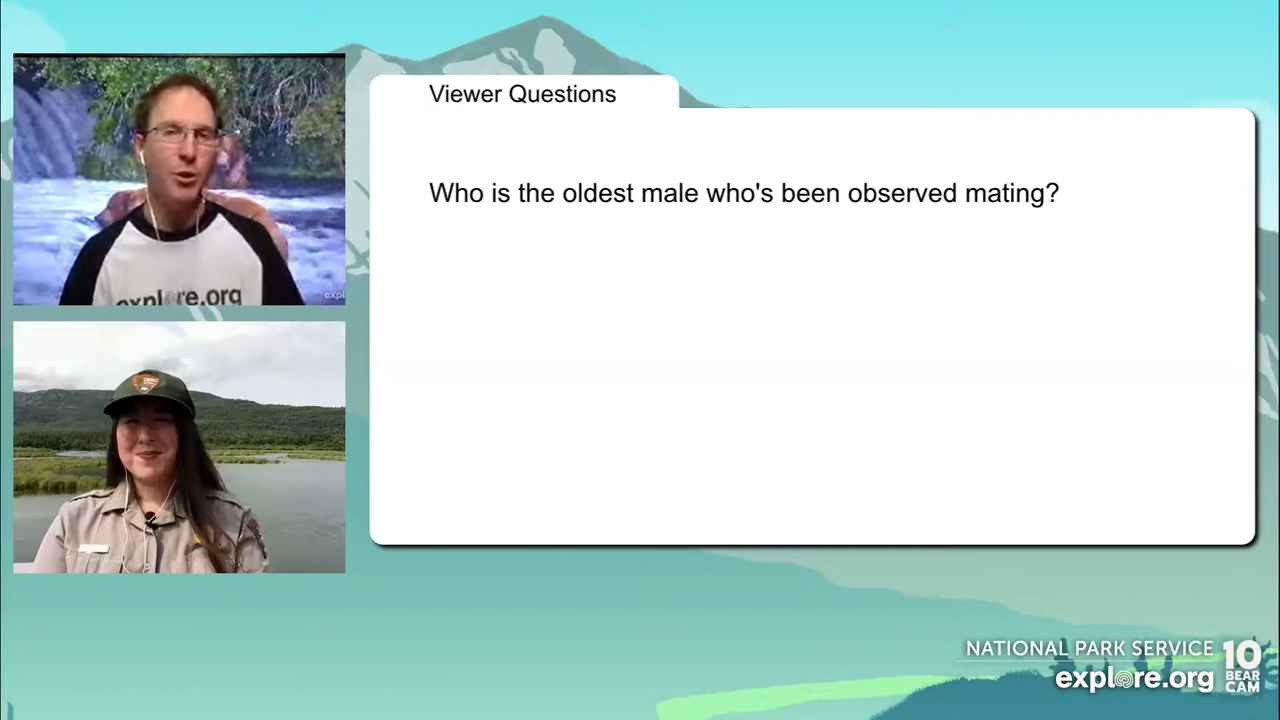 Viewer Questions
Who is the oldest male who's been observed mating?
explore.org
expl
NATIONAL PARK SERVICE
explore.org
10
BEAR
CAM